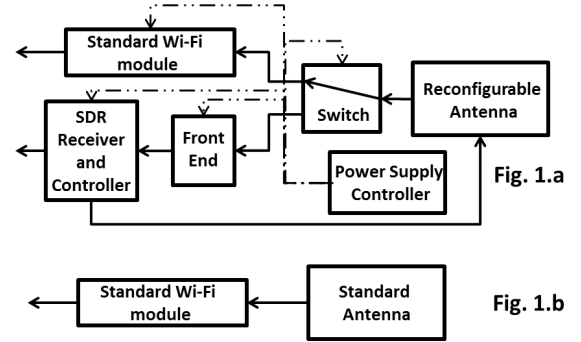 Standard Wi-Fi
module
SDR
Receiver
and
Controller
Front
End
Switch
Reconfigurable
Antenna
Power Supply
Controller
Fig. 1.a
Standard Wi-Fi
module
Standard
Antenna
Fig. 1.b